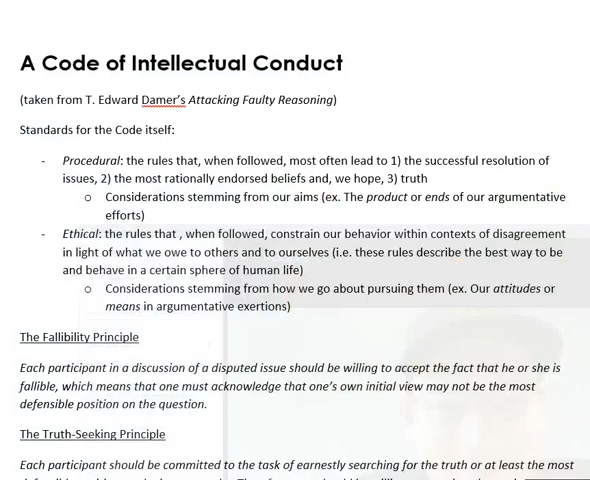 A Code of Intellectual Conduct
(taken from T. Edward Damer's Attacking Faulty Reasoning)
Standards for the Code itself:
- Procedural: the rules that, when followed, most often lead to 1) the successful resolution of
issues, 2) the most rationally endorsed beliefs and, we hope, 3) truth
o Considerations stemming from our aims (ex. The product or ends of our argumentative
efforts)
- Ethical: the rules that , when followed, constrain our behavior within contexts of disagreement
in light of what we owe to others and to ourselves (i.e. these rules describe the best way to be
and behave in a certain sphere of human life)
o Considerations stemming from how we go about pursuing them (ex. Our attitudes or
means in argumentative exertions)
The Fallibility Principle
Each participant in a discussion of a disputed issue should be willing to accept the fact that he or she is
fallible, which means that one must acknowledge that one's own initial view may not be the most
defensible position on the question.
The Truth-Seeking Principle
Each participant should be committed to the task of earnestly searching for the truth or at least the most